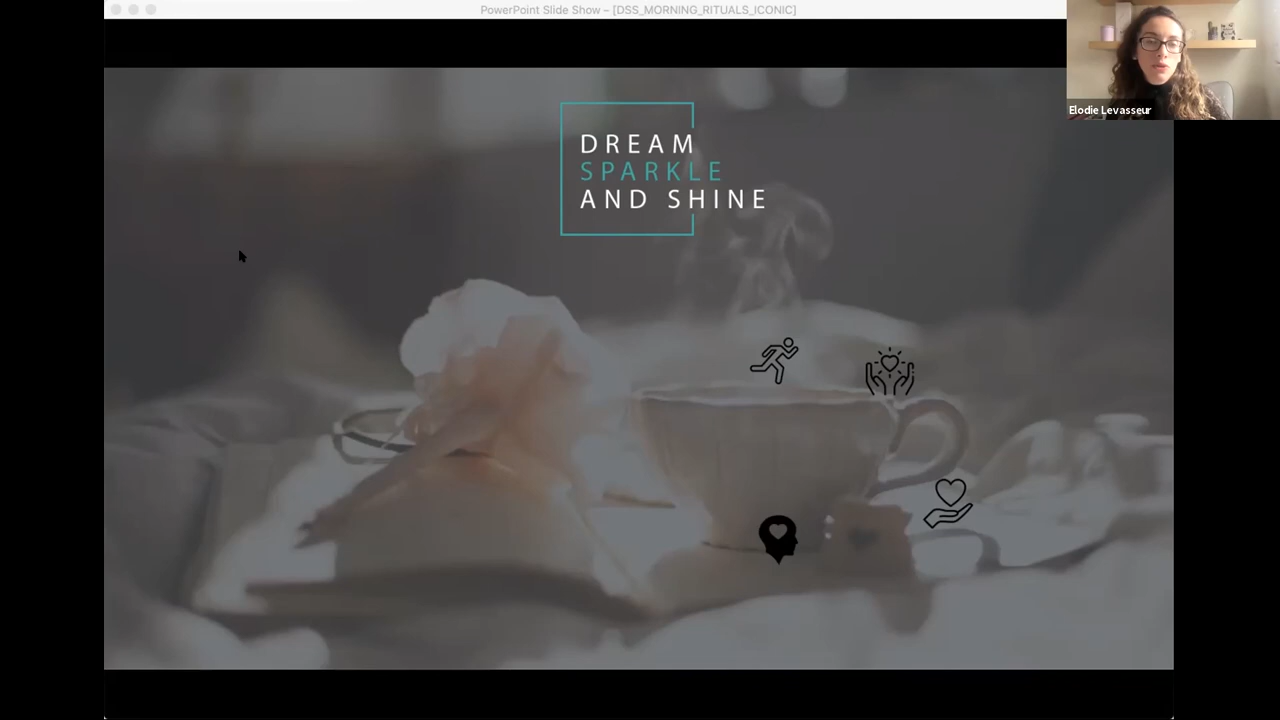 PowerPoint Slide Show – [DSS_MORNING_RITUALS_ICONIC]
Elodie Levasseur
DREAM
SPARKLE
AND SHINE